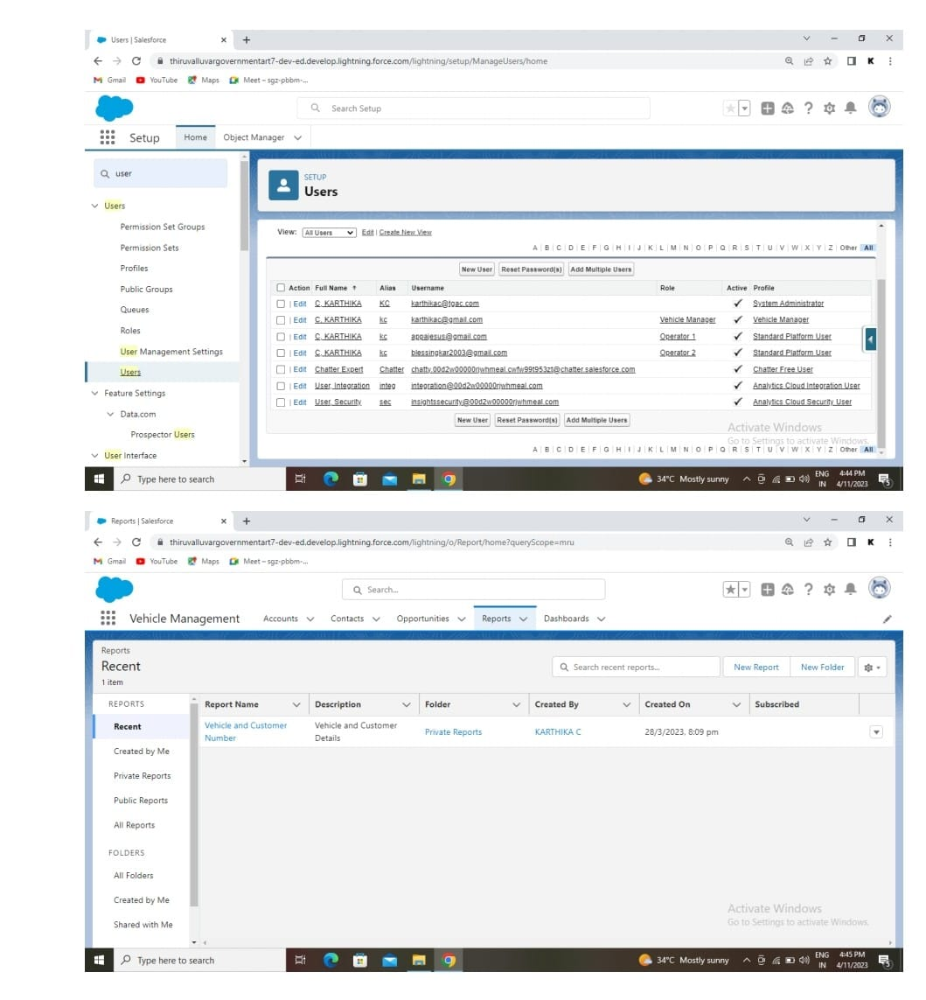 Users | Salesforce
thiruvalluvargovernmentart7-dev-ed.develop.lightning.force.com/lightning/setup/ManageUsers/home
K
Gmail YouTube Maps Meet – sgz-pbbm-...
Search Setup
Setup Home Object Manager
user
SETUP
Users
Users
Permission Set Groups
Permission Sets
Profiles
Public Groups
Queues
Roles
User Management Settings
Users
Feature Settings
Data.com
Prospector Users
User Interface
View: All Users Edit | Create New View
A | B | C | D | E | F | G | H | I | J | K | L | M | N | O | P | Q | R | S | T | U | V | W | X | Y | Z | Other All
New User Reset Password(s) Add Multiple Users
Action Full Name ↑ Alias Username Role Active Profile
| Edit C, KARTHIKA KC karthikac@tgac.com System Administrator
| Edit C, KARTHIKA kc karthikac@gmail.com Vehicle Manager Vehicle Manager
| Edit C, KARTHIKA kc appajesus@gmail.com Operator 1 Standard Platform User
| Edit C, KARTHIKA kc blessingkar2003@gmail.com Operator 2 Standard Platform User
| Edit Chatter Expert Chatter chatty.00d2w00000rjwhmeal.cwfw99t953zt@chatter.salesforce.com Chatter Free User
| Edit User, Integration integ integration@00d2w00000rjwhmeal.com Analytics Cloud Integration User
| Edit User, Security sec insightssecurity@00d2w00000rjwhmeal.com Analytics Cloud Security User
New User Reset Password(s) Add Multiple Users
Activate Windows
Go to Settings to activate Windows.
A | B | C | D | E | F | G | H | I | J | K | L | M | N | O | P | Q | R | S | T | U | V | W | X | Y | Z | Other All
Type here to search 34°C Mostly sunny ENG IN 4:44 PM 4/11/2023 5
Reports | Salesforce
thiruvalluvargovernmentart7-dev-ed.develop.lightning.force.com/lightning/o/Report/home?queryScope=mru
K
Gmail YouTube Maps Meet – sgz-pbbm-...
Search...
Vehicle Management Accounts Contacts Opportunities Reports Dashboards
Reports
Recent
1 item
Search recent reports...
New Report New Folder
REPORTS
Recent
Created by Me
Private Reports
Public Reports
All Reports
FOLDERS
All Folders
Created by Me
Shared with Me
Report Name Description Folder Created By Created On Subscribed
Vehicle and Customer Number Vehicle and Customer Details Private Reports KARTHIKA C 28/3/2023, 8:09 pm
Activate Windows
Go to Settings to activate Windows.
Type here to search 34°C Mostly sunny ENG IN 4:45 PM 4/11/2023 5